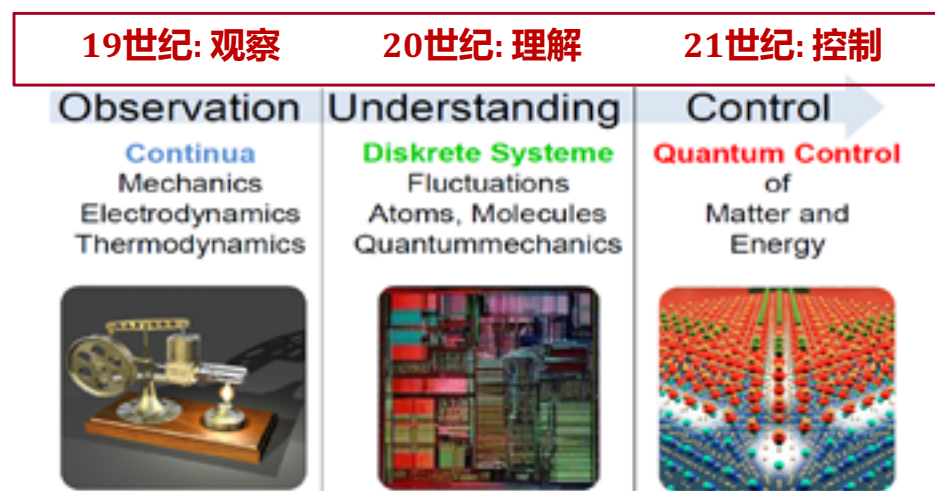 19世纪: 观察
20世纪: 理解
21世纪: 控制
Observation
Understanding
Control
Continua
Mechanics
Electrodynamics
Thermodynamics
Diskrete Systeme
Fluctuations
Atoms, Molecules
Quantummechanics
Quantum Control
of
Matter and
Energy